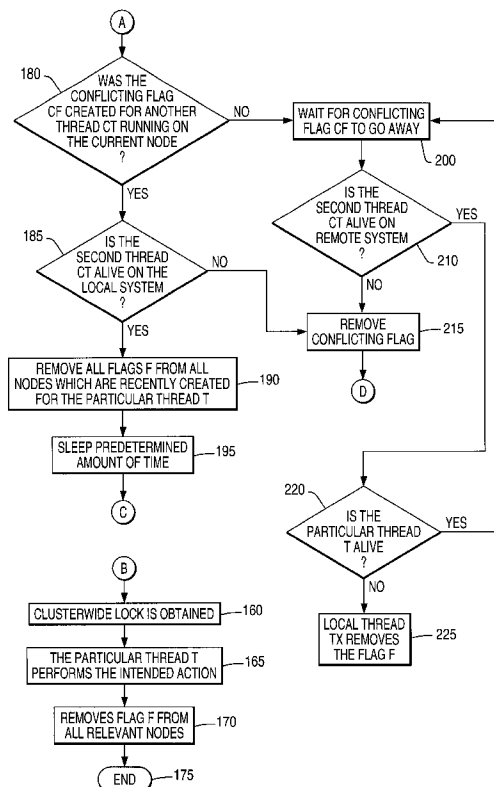 A
180
WAS THE
CONFLICTING FLAG
CF CREATED FOR ANOTHER
THREAD CT RUNNING ON
THE CURRENT NODE
?
NO
YES
WAIT FOR CONFLICTING
FLAG CF TO GO AWAY
200
185
IS THE
SECOND THREAD
CT ALIVE ON THE
LOCAL SYSTEM
?
NO
YES
IS THE
SECOND THREAD
CT ALIVE ON
REMOTE SYSTEM
?
YES
210
NO
REMOVE
CONFLICTING FLAG
215
D
REMOVE ALL FLAGS F FROM ALL
NODES WHICH ARE RECENTLY CREATED
FOR THE PARTICULAR THREAD T
190
SLEEP PREDETERMINED
AMOUNT OF TIME
195
C
220
IS THE
PARTICULAR THREAD
T ALIVE
?
YES
NO
LOCAL THREAD
TX REMOVES
THE FLAG F
225
B
CLUSTERWIDE LOCK IS OBTAINED
160
THE PARTICULAR THREAD T
PERFORMS THE INTENDED ACTION
165
REMOVES FLAG F FROM
ALL RELEVANT NODES
170
END
175